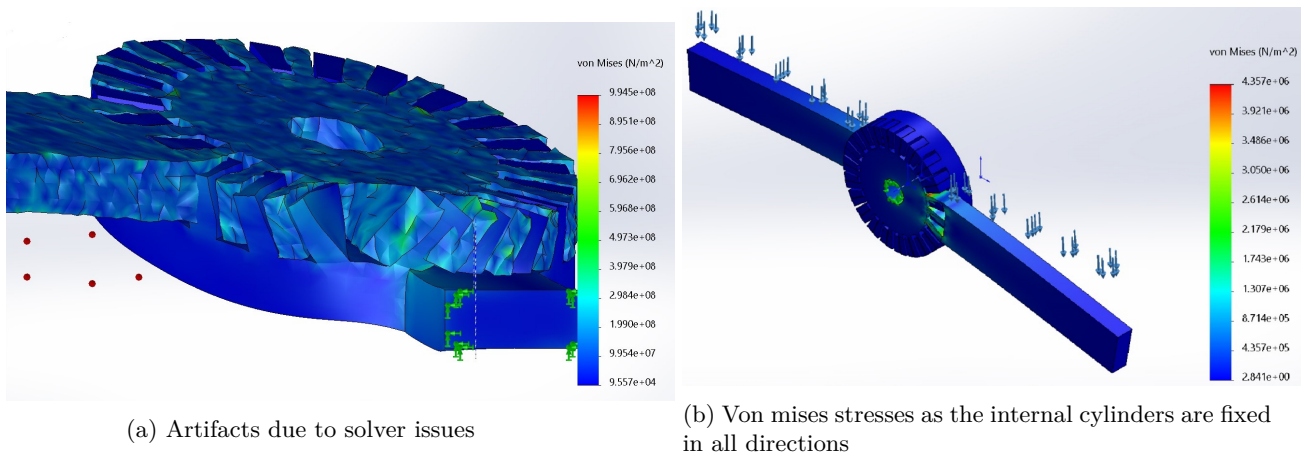 von Mises (N/m^2)
9.945e+08
8.951e+08
7.956e+08
6.962e+08
5.968e+08
4.973e+08
3.979e+08
2.984e+08
1.990e+08
9.954e+07
9.557e+04
(a) Artifacts due to solver issues
von Mises (N/m^2)
4.357e+06
3.921e+06
3.486e+06
3.050e+06
2.614e+06
2.179e+06
1.743e+06
1.307e+06
8.714e+05
4.357e+05
2.841e+00
(b) Von mises stresses as the internal cylinders are fixed
in all directions